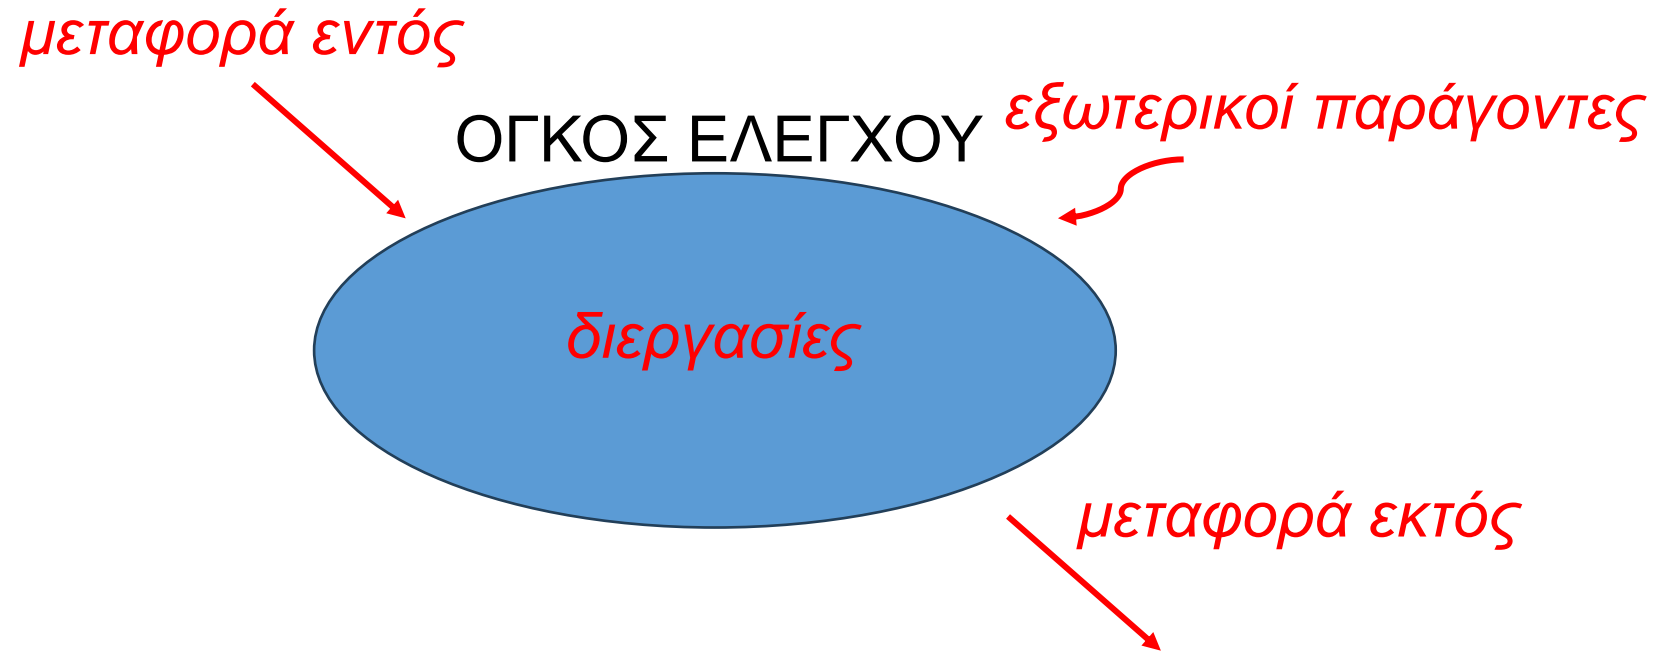 μεταφορά εντός
εξωτερικοί παράγοντες
ΟΓΚΟΣ ΕΛΕΓΧΟΥ
διεργασίες
μεταφορά εκτός